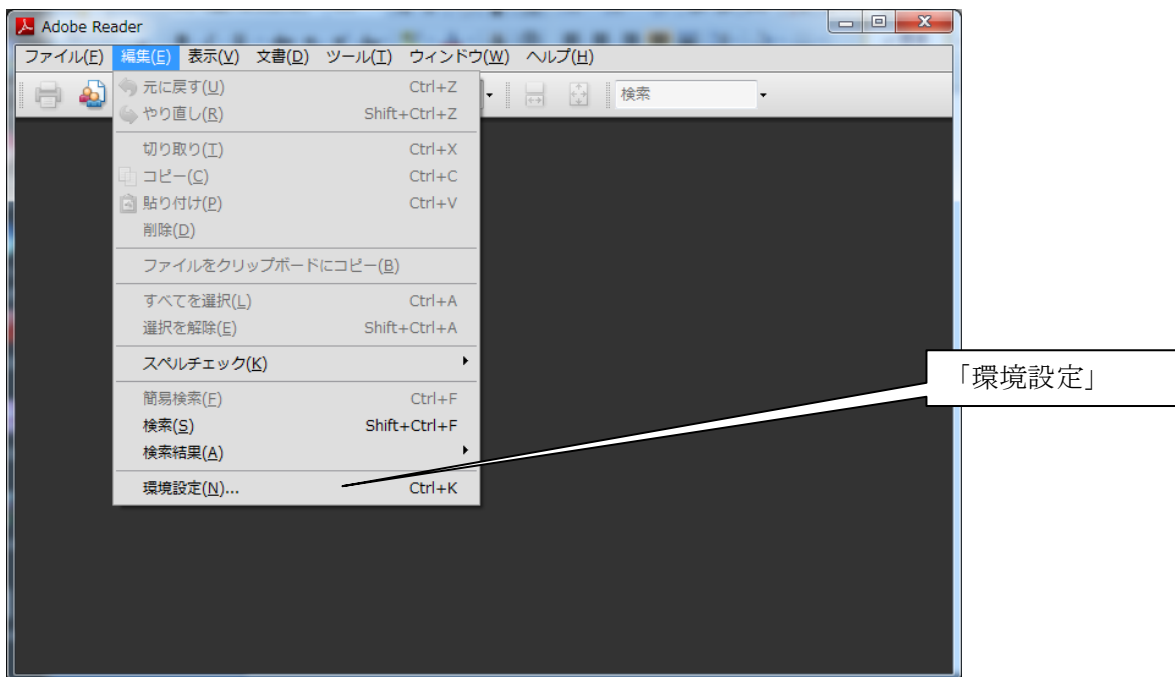 Adobe Reader
ファイル(F) 編集(E) 表示(V) 文書(D) ツール(T) ウィンドウ(W) ヘルプ(H)
検索
元に戻す(U) Ctrl+Z
やり直し(R) Shift+Ctrl+Z
切り取り(T) Ctrl+X
コピー(C) Ctrl+C
貼り付け(P) Ctrl+V
削除(D)
ファイルをクリップボードにコピー(B)
すべてを選択(L) Ctrl+A
選択を解除(E) Shift+Ctrl+A
スペルチェック(K)
「環境設定」
簡易検索(F) Ctrl+F
検索(S) Shift+Ctrl+F
検索結果(A)
環境設定(N)... Ctrl+K